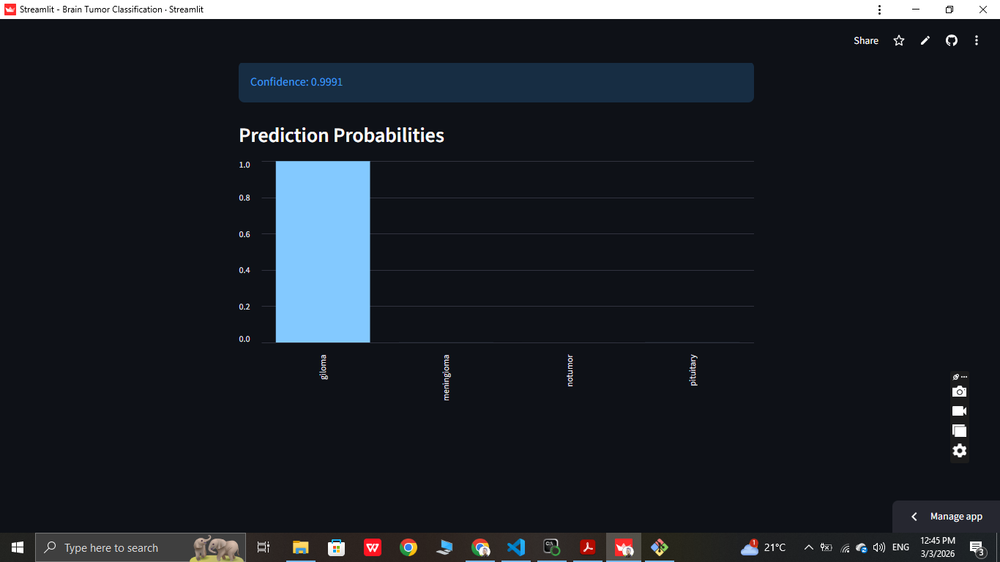 Streamlit - Brain Tumor Classification · Streamlit
Share
Confidence: 0.9991
Prediction Probabilities
1.0
0.8
0.6
0.4
0.2
0.0
giloma
meningioma
notumor
pituitary
Manage app
Type here to search
1
21°C
ENG
12:45 PM
3/3/2026
3